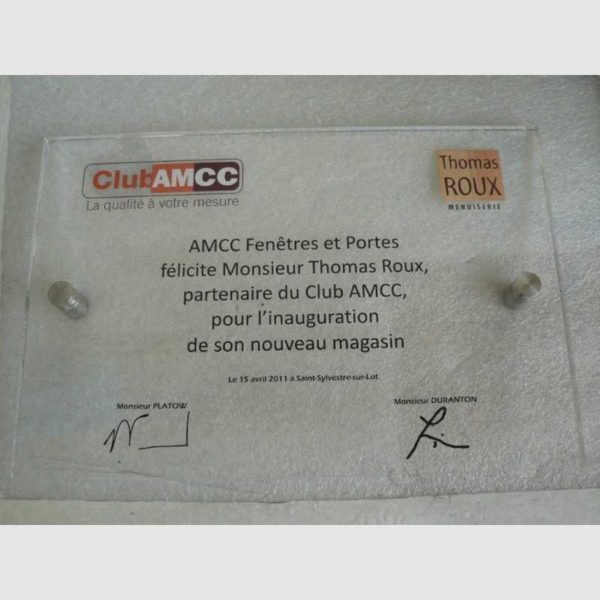 ClubAMCC
La qualité à votre mesure
Thomas
ROUX
MENUISERIE
AMCC Fenêtres et Portes
félicite Monsieur Thomas Roux,
partenaire du Club AMCC,
pour l'inauguration
de son nouveau magasin
Le 15 avril 2011 à Saint-Sylvestre-sur-Lot
Monsieur PLATOW
Monsieur DURANTON